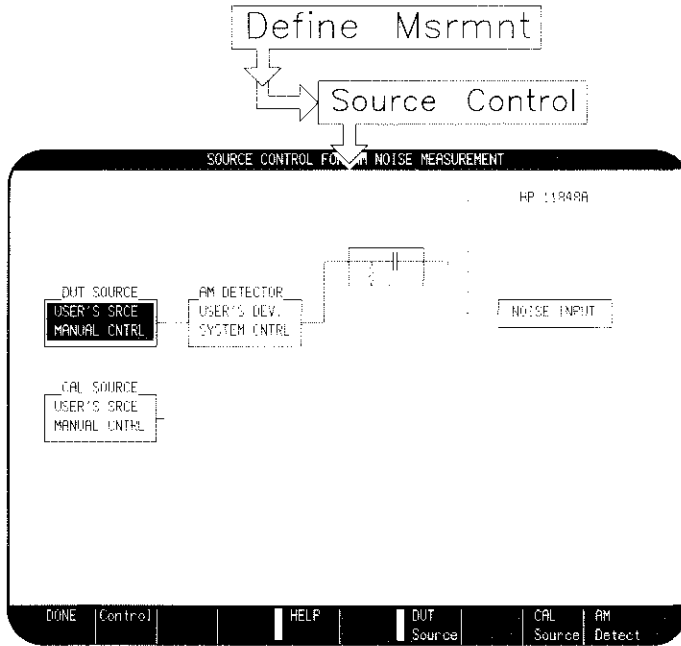 Define Msrmnt
Source Control
SOURCE CONTROL FOR AM NOISE MEASUREMENT
HP 11848A
DUT SOURCE
USER'S SRCE
MANUAL CNTRL
AM DETECTOR
USER'S DEV.
SYSTEM CNTRL
NOISE INPUT
CAL SOURCE
USER'S SRCE
MANUAL CNTRL
DONE Control HELP DUT Source CAL Source AM Detect